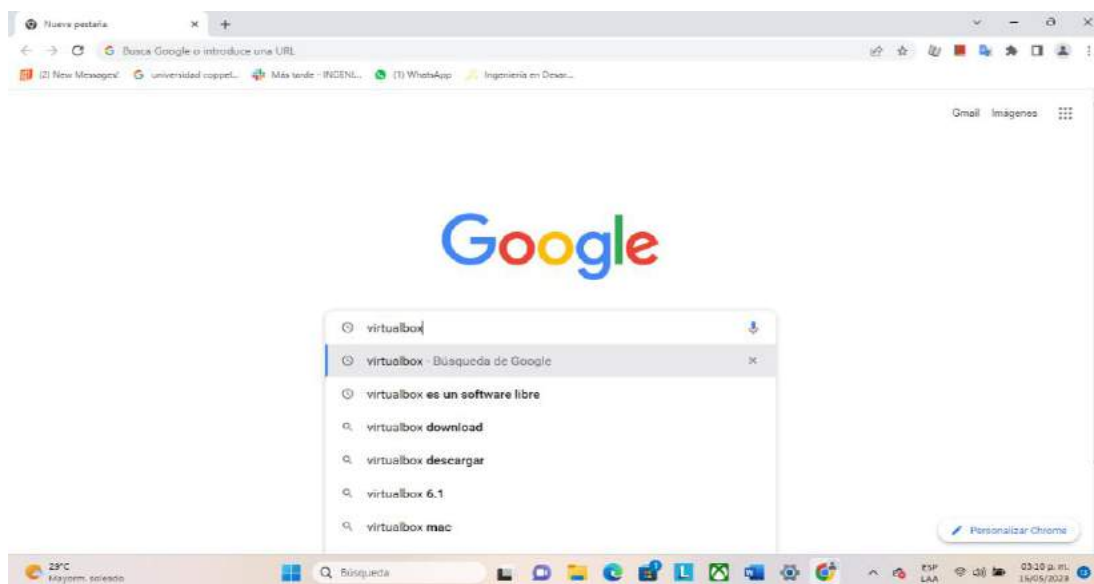 Nueva pestaña
Busca Google o introduce una URL
(2) New Messages!
universidad coppel...
Más tarde - INGENI...
(1) WhatsApp
Ingeniería en Desar...
Gmail Imágenes
Google
virtualbox
virtualbox - Búsqueda de Google
virtualbox es un software libre
virtualbox download
virtualbox descargar
virtualbox 6.1
virtualbox mac
Personalizar Chrome
29°C
Mayorm. soleado
Búsqueda
ESP
LAA
03:10 p. m.
15/05/2023